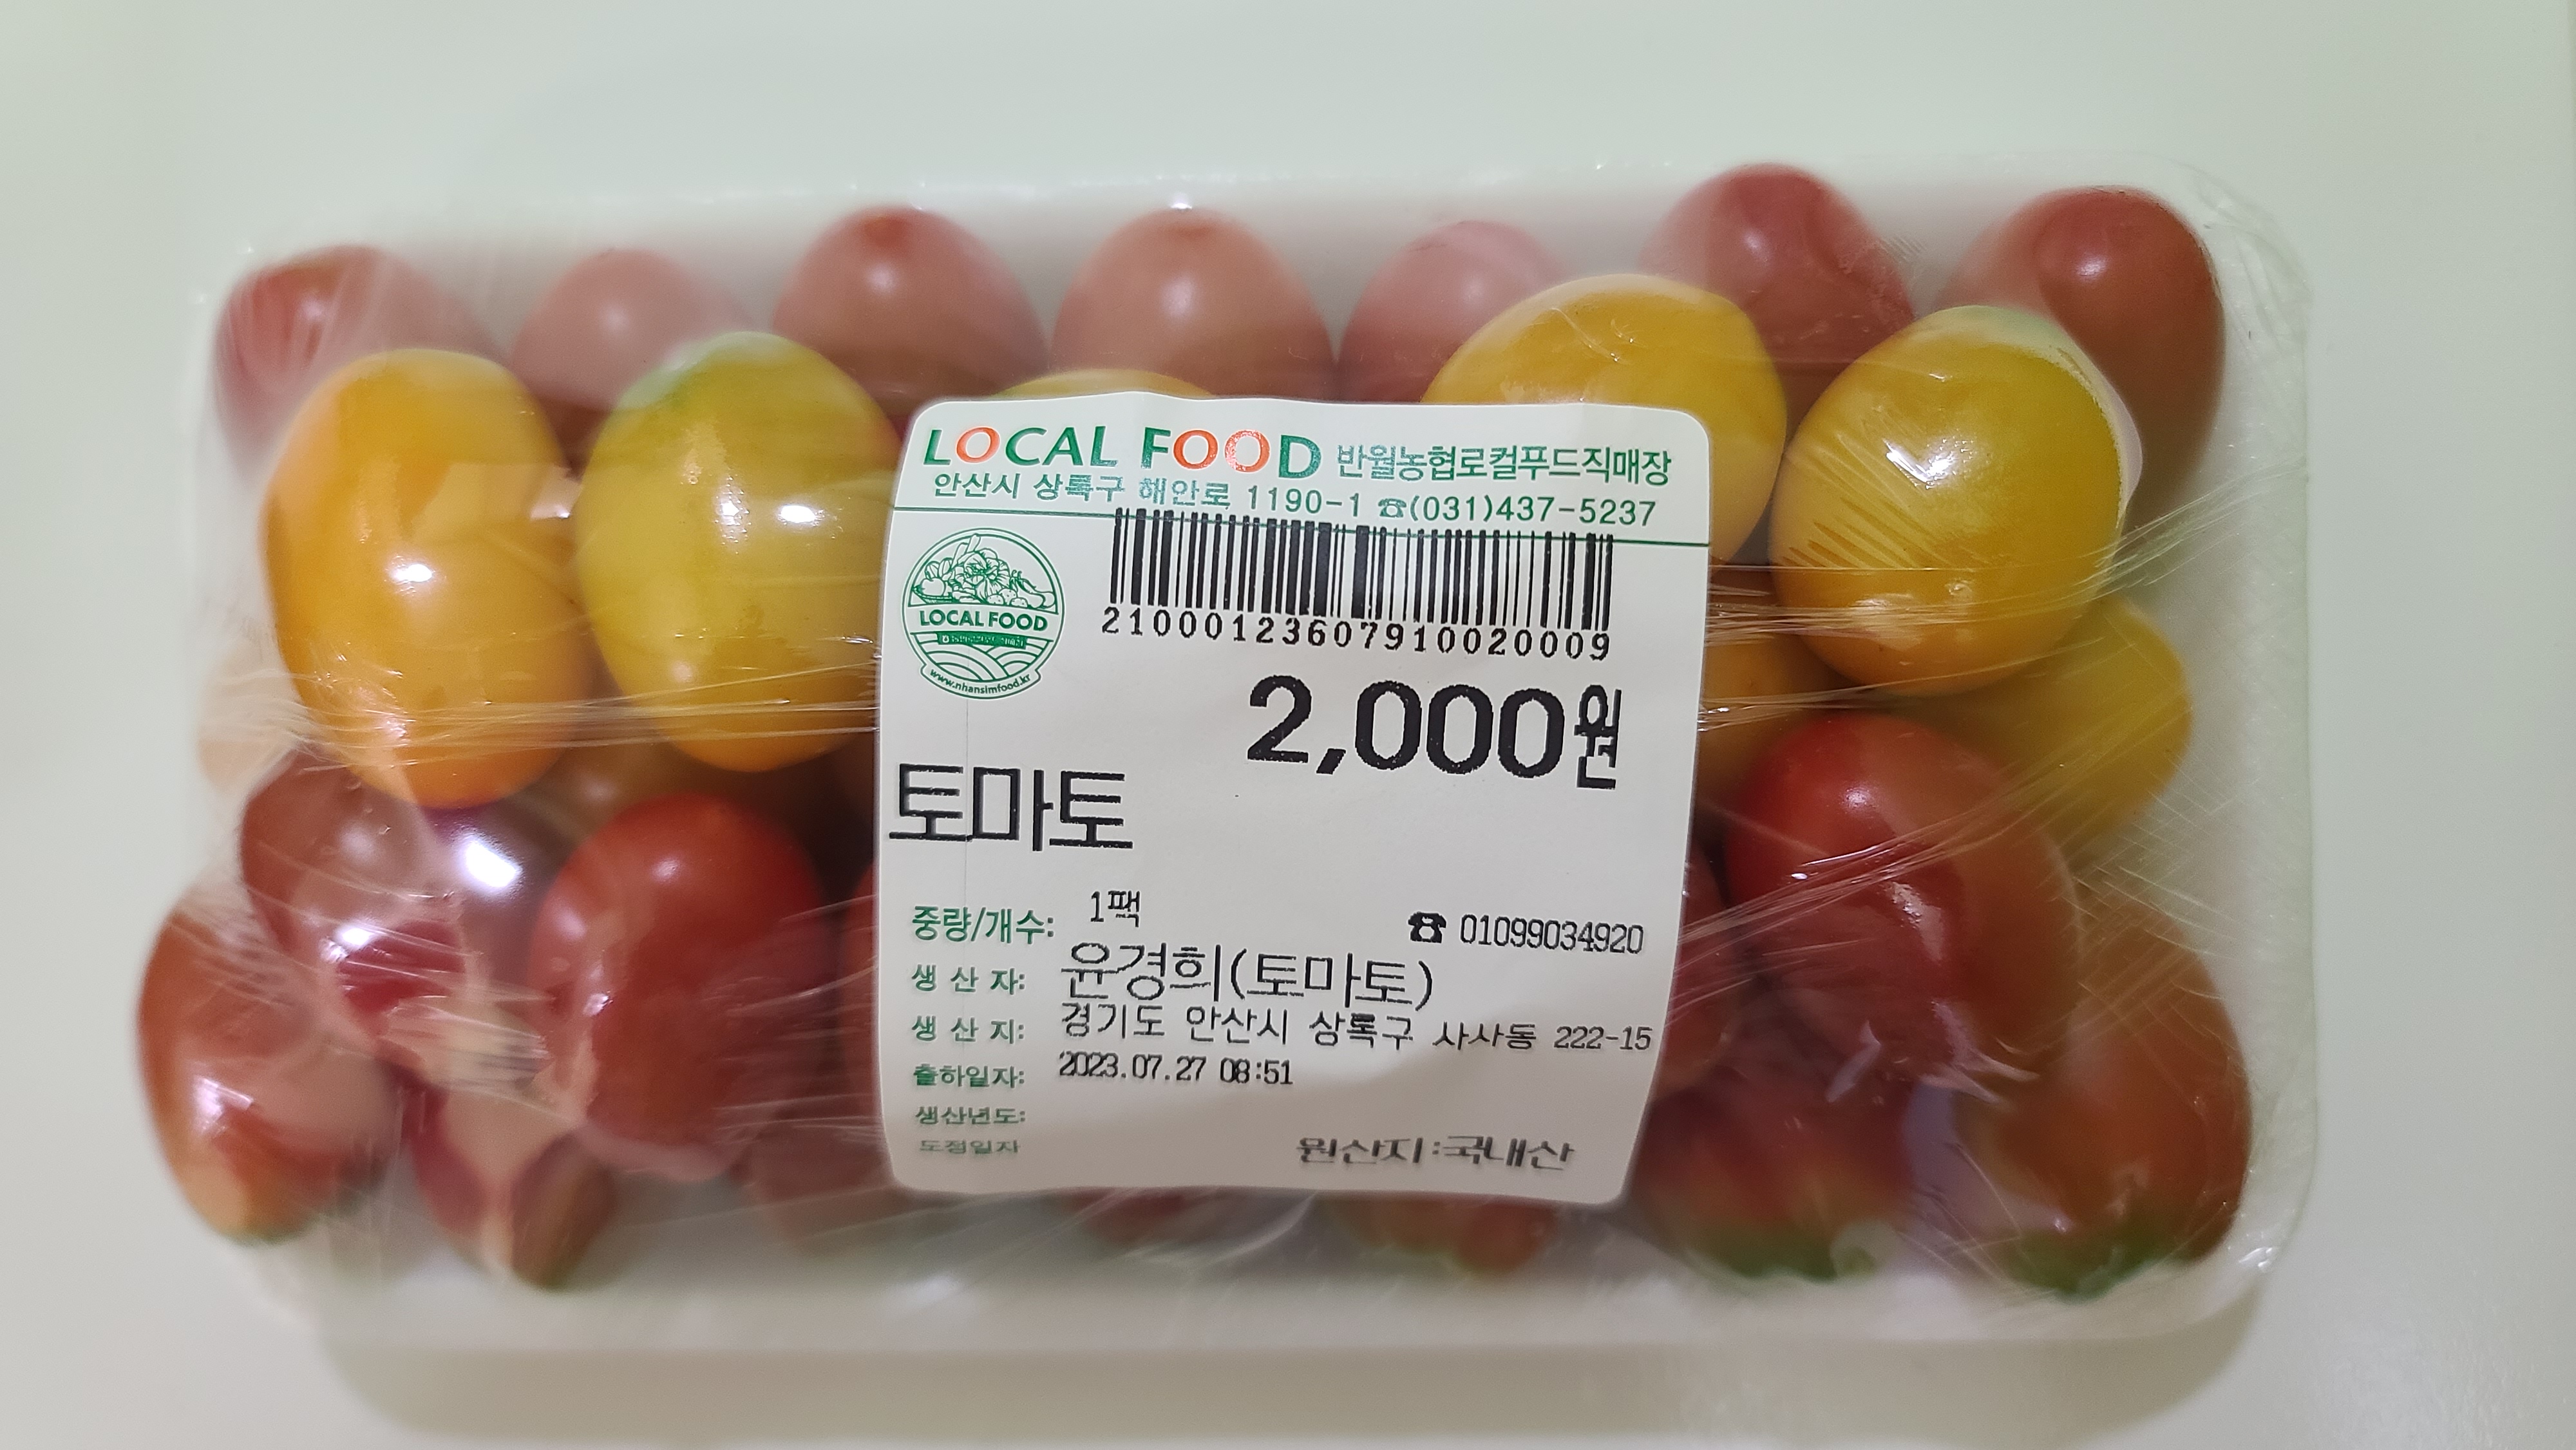 LOCAL FOOD 반월농협로컬푸드직매장
안산시 상록구 해안로 1190-1 ☎(031)437-5237
21000123607910020009
LOCAL FOOD
www.nhansimfood.kr
2,000원
토마토
중량/개수: 1팩 ☎ 01099034920
생 산 자: 윤경희(토마토)
생 산 지: 경기도 안산시 상록구 사사동 222-15
출하일자: 2023.07.27 08:51
생산년도:
도정일자
원산지:국내산